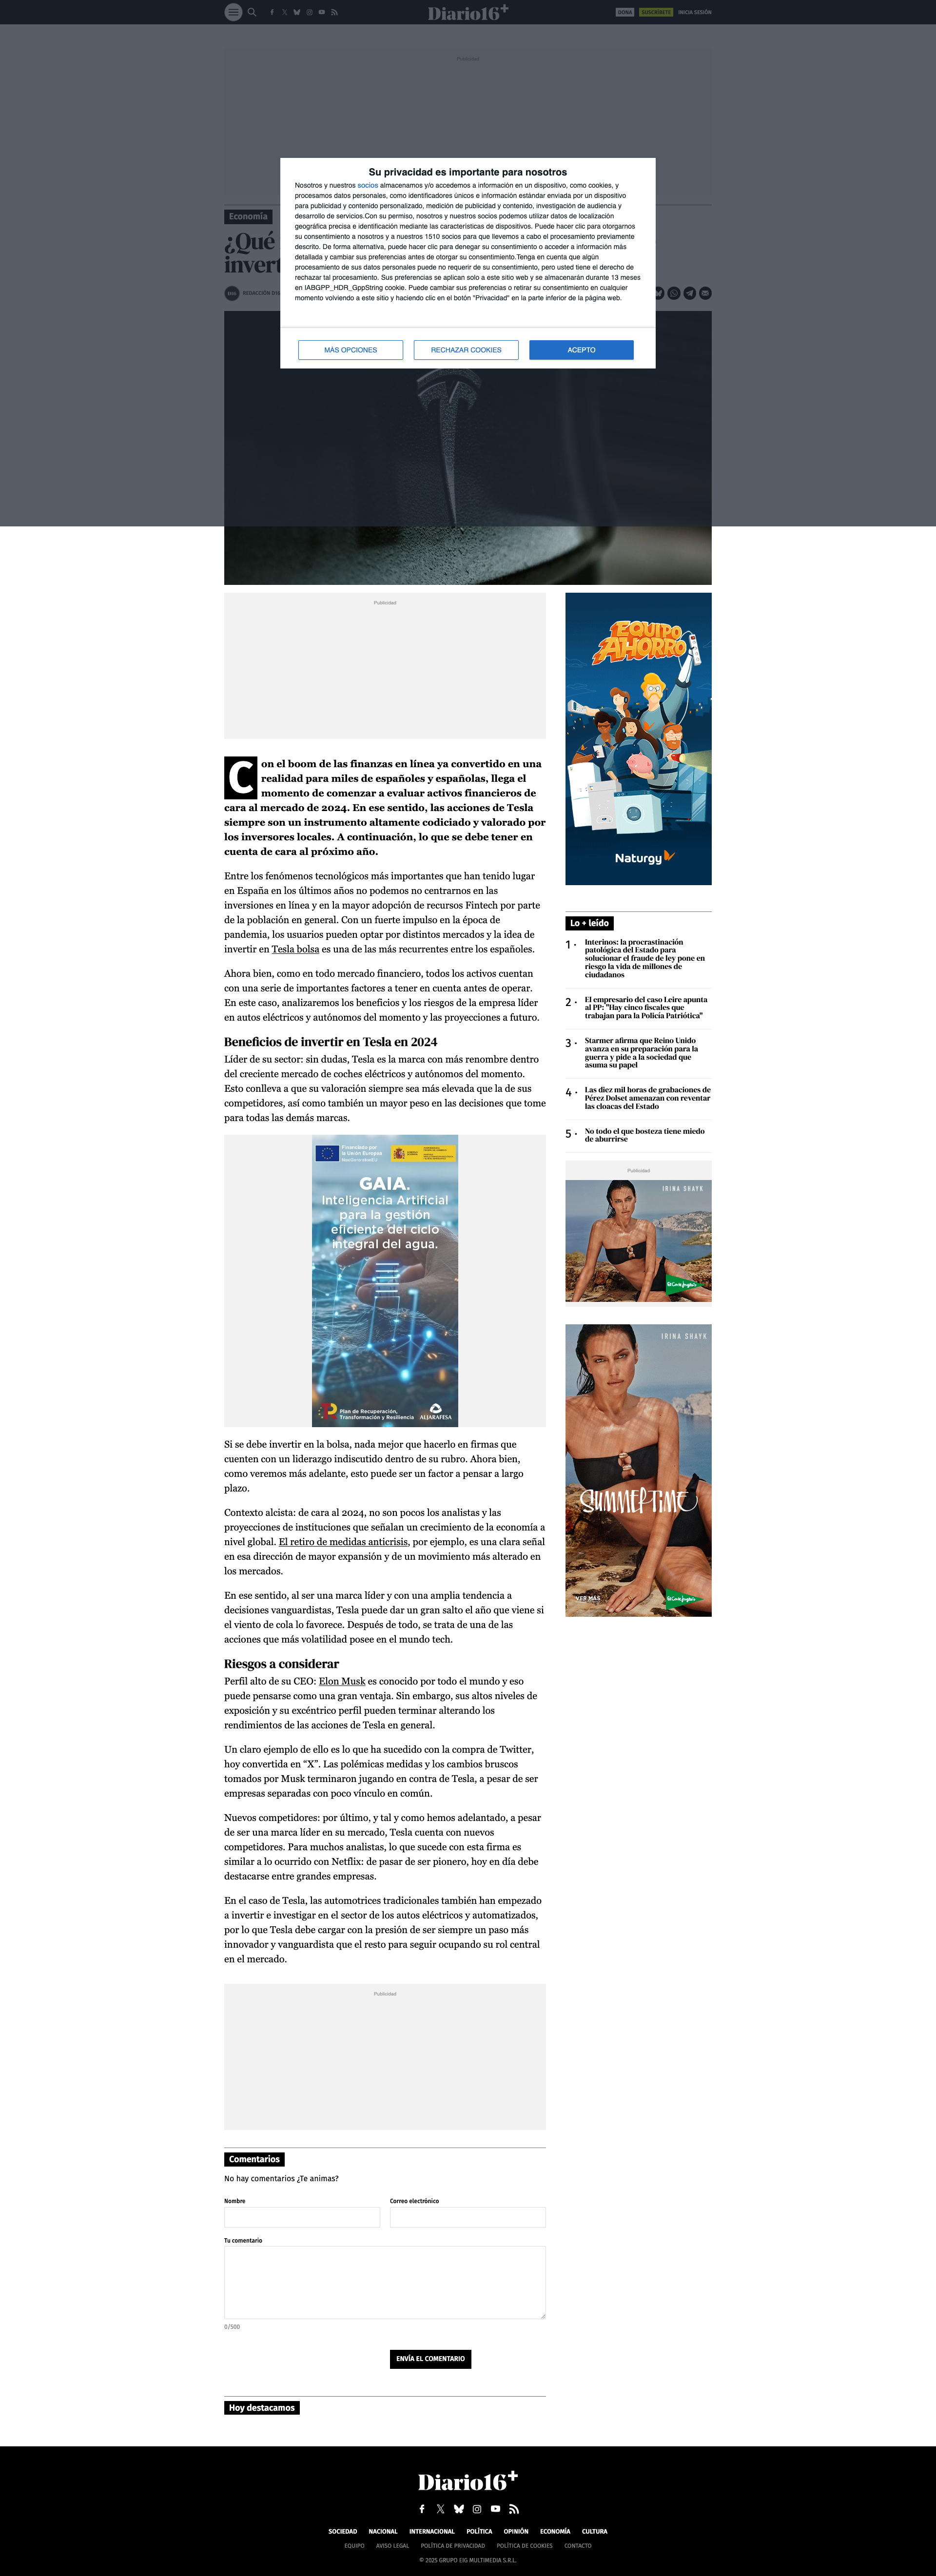 Diario16+
DONA
SUSCRÍBETE
INICIA SESIÓN
Publicidad
Economía
¿Qué
invert
Su privacidad es importante para nosotros
Nosotros y nuestros socios almacenamos y/o accedemos a información en un dispositivo, como cookies, y
procesamos datos personales, como identificadores únicos e información estándar enviada por un dispositivo
para publicidad y contenido personalizado, medición de publicidad y contenido, investigación de audiencia y
desarrollo de servicios.Con su permiso, nosotros y nuestros socios podemos utilizar datos de localización
geográfica precisa e identificación mediante las características de dispositivos. Puede hacer clic para otorgarnos
su consentimiento a nosotros y a nuestros 1510 socios para que llevemos a cabo el procesamiento previamente
descrito. De forma alternativa, puede hacer clic para denegar su consentimiento o acceder a información más
detallada y cambiar sus preferencias antes de otorgar su consentimiento.Tenga en cuenta que algún
procesamiento de sus datos personales puede no requerir de su consentimiento, pero usted tiene el derecho de
rechazar tal procesamiento. Sus preferencias se aplican solo a este sitio web y se almacenarán durante 13 meses
en IABGPP_HDR_GppString cookie. Puede cambiar sus preferencias o retirar su consentimiento en cualquier
momento volviendo a este sitio y haciendo clic en el botón "Privacidad" en la parte inferior de la página web.
MÁS OPCIONES
RECHAZAR COOKIES
ACEPTO
Publicidad
Con el boom de las finanzas en línea ya convertido en una
realidad para miles de españoles y españolas, llega el
momento de comenzar a evaluar activos financieros de
cara al mercado de 2024. En ese sentido, las acciones de Tesla
siempre son un instrumento altamente codiciado y valorado por
los inversores locales. A continuación, lo que se debe tener en
cuenta de cara al próximo año.
Entre los fenómenos tecnológicos más importantes que han tenido lugar
en España en los últimos años no podemos no centrarnos en las
inversiones en línea y en la mayor adopción de recursos Fintech por parte
de la población en general. Con un fuerte impulso en la época de
pandemia, los usuarios pueden optar por distintos mercados y la idea de
invertir en Tesla bolsa es una de las más recurrentes entre los españoles.
Ahora bien, como en todo mercado financiero, todos los activos cuentan
con una serie de importantes factores a tener en cuenta antes de operar.
En este caso, analizaremos los beneficios y los riesgos de la empresa líder
en autos eléctricos y autónomos del momento y las proyecciones a futuro.
Beneficios de invertir en Tesla en 2024
Líder de su sector: sin dudas, Tesla es la marca con más renombre dentro
del creciente mercado de coches eléctricos y autónomos del momento.
Esto conlleva a que su valoración siempre sea más elevada que la de sus
competidores, así como también un mayor peso en las decisiones que tome
para todas las demás marcas.
Financiado por
la Unión Europea
NextGenerationEU
GAIA.
Inteligencia Artificial
para la gestión
eficiente del ciclo
integral del agua.
Plan de Recuperación,
Transformación y Resiliencia
ALJARAFESA
Si se debe invertir en la bolsa, nada mejor que hacerlo en firmas que
cuenten con un liderazgo indiscutido dentro de su rubro. Ahora bien,
como veremos más adelante, esto puede ser un factor a pensar a largo
plazo.
Contexto alcista: de cara al 2024, no son pocos los analistas y las
proyecciones de instituciones que señalan un crecimiento de la economía a
nivel global. El retiro de medidas anticrisis, por ejemplo, es una clara señal
en esa dirección de mayor expansión y de un movimiento más alterado en
los mercados.
En ese sentido, al ser una marca líder y con una amplia tendencia a
decisiones vanguardistas, Tesla puede dar un gran salto el año que viene si
el viento de cola lo favorece. Después de todo, se trata de una de las
acciones que más volatilidad posee en el mundo tech.
Riesgos a considerar
Perfil alto de su CEO: Elon Musk es conocido por todo el mundo y eso
puede pensarse como una gran ventaja. Sin embargo, sus altos niveles de
exposición y su excéntrico perfil pueden terminar alterando los
rendimientos de las acciones de Tesla en general.
Un claro ejemplo de ello es lo que ha sucedido con la compra de Twitter,
hoy convertida en “X”. Las polémicas medidas y los cambios bruscos
tomados por Musk terminaron jugando en contra de Tesla, a pesar de ser
empresas separadas con poco vínculo en común.
Nuevos competidores: por último, y tal y como hemos adelantado, a pesar
de ser una marca líder en su mercado, Tesla cuenta con nuevos
competidores. Para muchos analistas, lo que sucede con esta firma es
similar a lo ocurrido con Netflix: de pasar de ser pionero, hoy en día debe
destacarse entre grandes empresas.
En el caso de Tesla, las automotrices tradicionales también han empezado
a invertir e investigar en el sector de los autos eléctricos y automatizados,
por lo que Tesla debe cargar con la presión de ser siempre un paso más
innovador y vanguardista que el resto para seguir ocupando su rol central
en el mercado.
Publicidad
Comentarios
No hay comentarios ¿Te animas?
Nombre
Correo electrónico
Tu comentario
0/500
ENVÍA EL COMENTARIO
Hoy destacamos
EQUIPO
AHORRO
Naturgy
Lo + leído
1 · Interinos: la procrastinación
patológica del Estado para
solucionar el fraude de ley pone en
riesgo la vida de millones de
ciudadanos
2 · El empresario del caso Leire apunta
al PP: "Hay cinco fiscales que
trabajan para la Policía Patriótica"
3 · Starmer afirma que Reino Unido
avanza en su preparación para la
guerra y pide a la sociedad que
asuma su papel
4 · Las diez mil horas de grabaciones de
Pérez Dolset amenazan con reventar
las cloacas del Estado
5 · No todo el que bosteza tiene miedo
de aburrirse
Publicidad
IRINA SHAYK
El Corte Inglés
IRINA SHAYK
SUMMERTIME
VER MÁS
El Corte Inglés
Diario16+
SOCIEDAD NACIONAL INTERNACIONAL POLÍTICA OPINIÓN ECONOMÍA CULTURA
EQUIPO AVISO LEGAL POLÍTICA DE PRIVACIDAD POLÍTICA DE COOKIES CONTACTO
© 2025 GRUPO EIG MULTIMEDIA S.R.L.